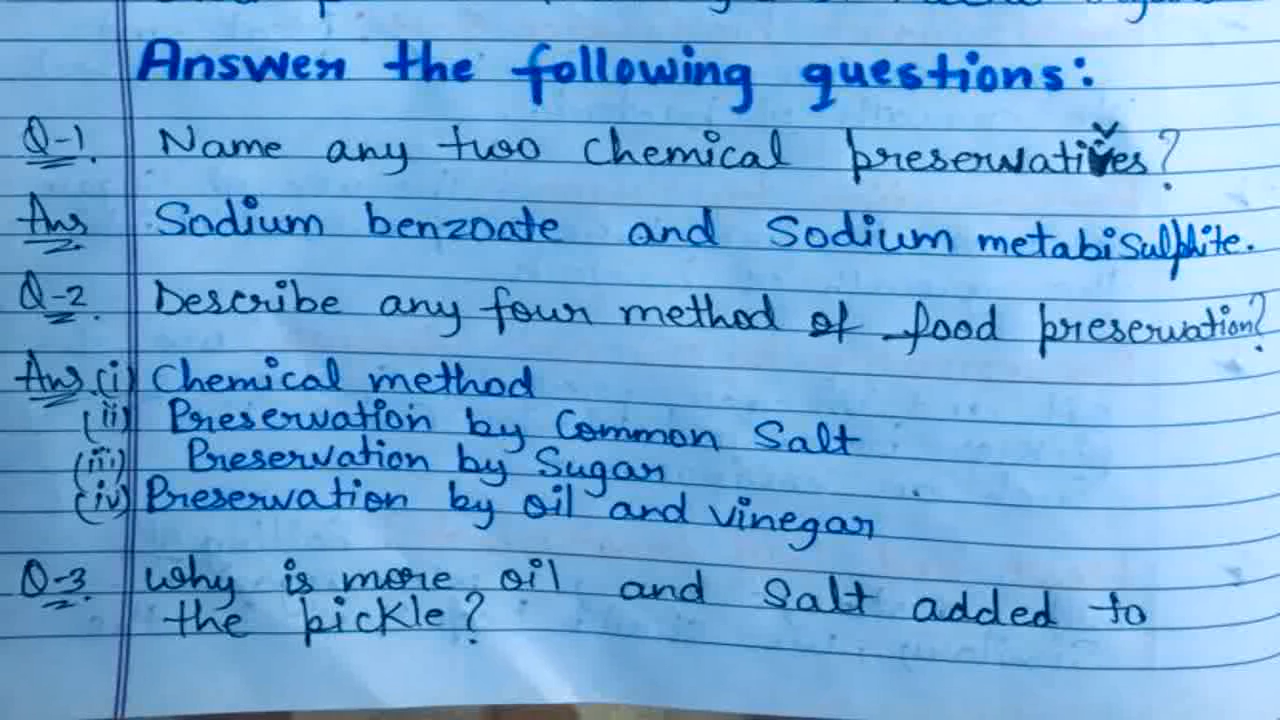 Answer the following questions:
Q-1. Name any two chemical preservatives?
Ans Sodium benzoate and Sodium metabisulphite.
Q-2. Describe any four method of food preservation?
Ans (i) Chemical method
(ii) Preservation by Common Salt
(iii) Preservation by Sugar
(iv) Preservation by oil and vinegar
Q-3. Why is more oil and Salt added to
the pickle?